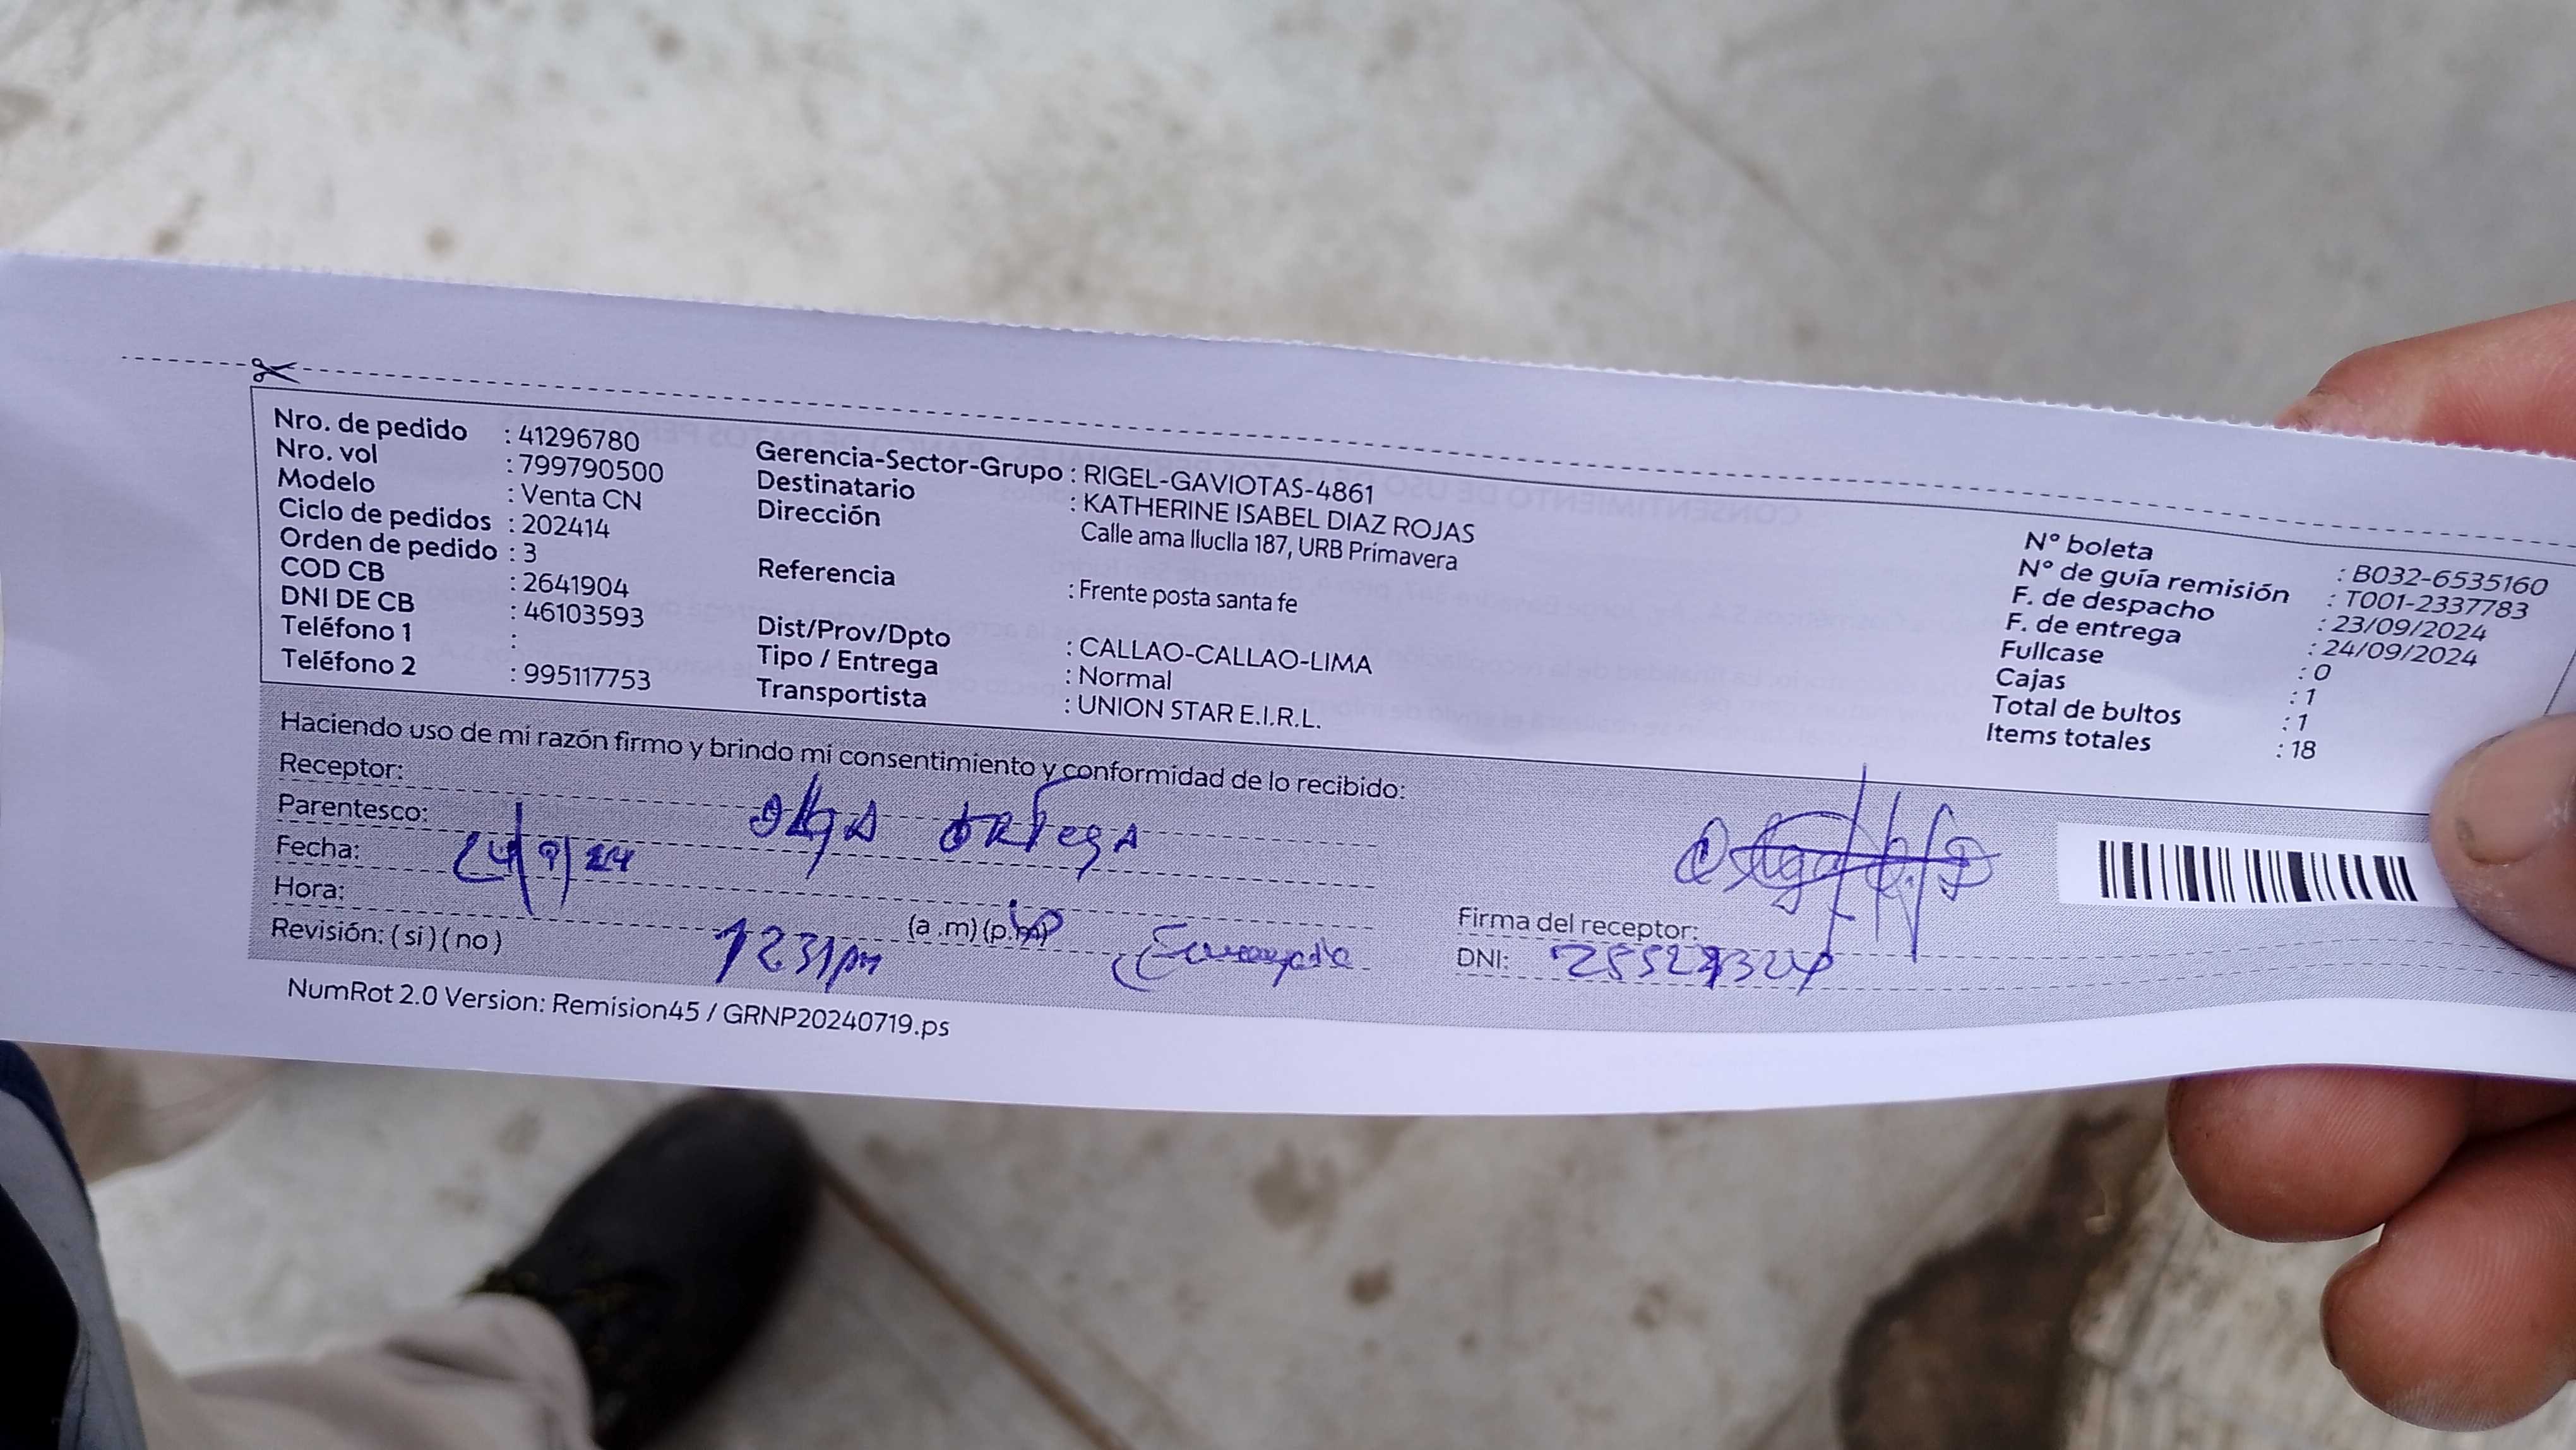 Nro. de pedido : 41296780
Nro. vol : 799790500
Modelo : Venta CN
Ciclo de pedidos : 202414
Orden de pedido : 3
COD CB : 2641904
DNI DE CB : 46103593
Teléfono 1 :
Teléfono 2 : 995117753
Gerencia-Sector-Grupo : RIGEL-GAVIOTAS-4861
Destinatario : KATHERINE ISABEL DIAZ ROJAS
Dirección Calle ama lluclla 187, URB Primavera
Referencia : Frente posta santa fe
Dist/Prov/Dpto : CALLAO-CALLAO-LIMA
Tipo / Entrega : Normal
Transportista : UNION STAR E.I.R.L.
N° boleta : B032-6535160
N° de guía remisión : T001-2337783
F. de despacho : 23/09/2024
F. de entrega : 24/09/2024
Fullcase : 0
Cajas : 1
Total de bultos : 1
Items totales : 18
Haciendo uso de mi razón firmo y brindo mi consentimiento y conformidad de lo recibido:
Receptor: Olga ORTegA
Parentesco:
Fecha: 24/9/24
Hora: 1231pm (a .m) (p.m)
Revisión: ( si ) ( no )
Firma del receptor:
DNI:
NumRot 2.0 Version: Remision45 / GRNP20240719.ps